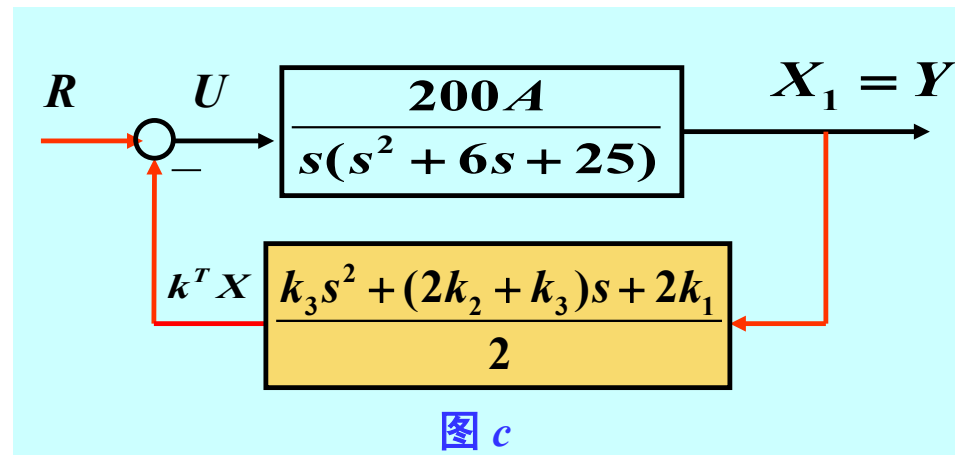 R
U
200A
s(s² + 6s + 25)
X₁ = Y
−
kᵀ X
k₃s² + (2k₂ + k₃)s + 2k₁
2
图 c